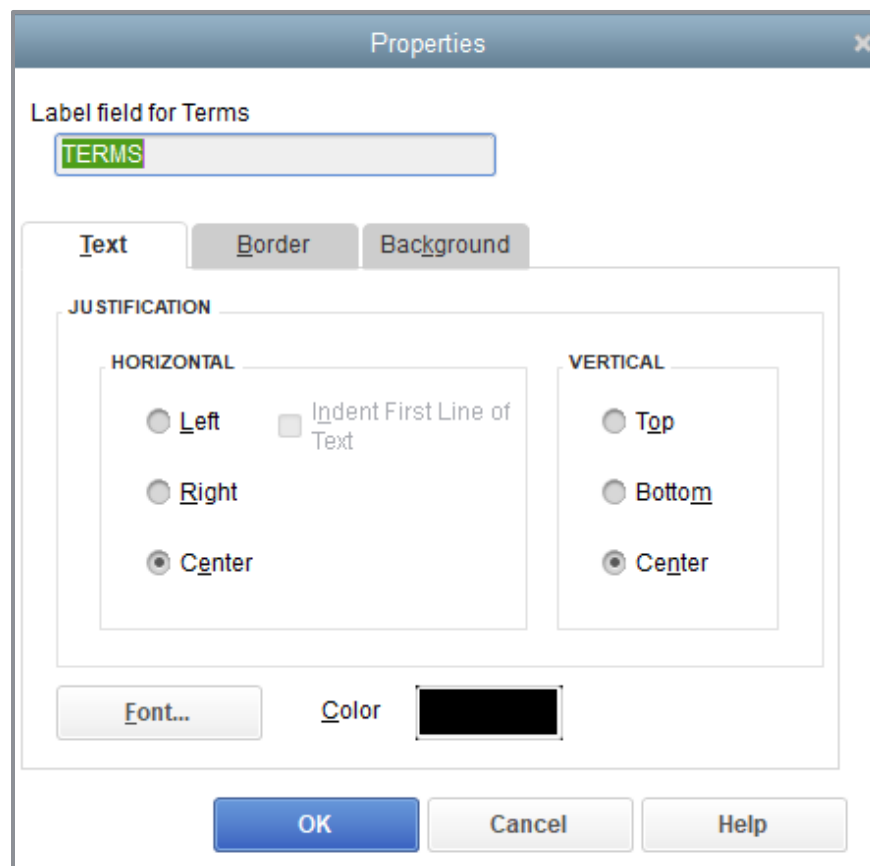 Properties
Label field for Terms
TERMS
Text Border Background
JUSTIFICATION
HORIZONTAL VERTICAL
Left Indent First Line of Text Top
Right Bottom
Center Center
Font... Color
OK Cancel Help